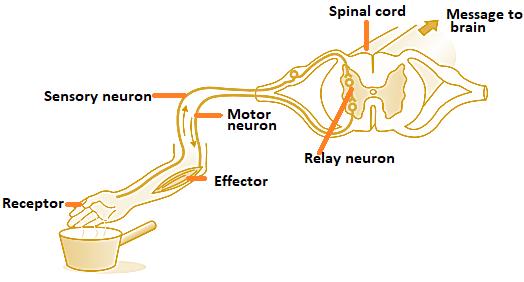 Spinal cord
Message to
brain
Sensory neuron
Motor
neuron
Relay neuron
Effector
Receptor